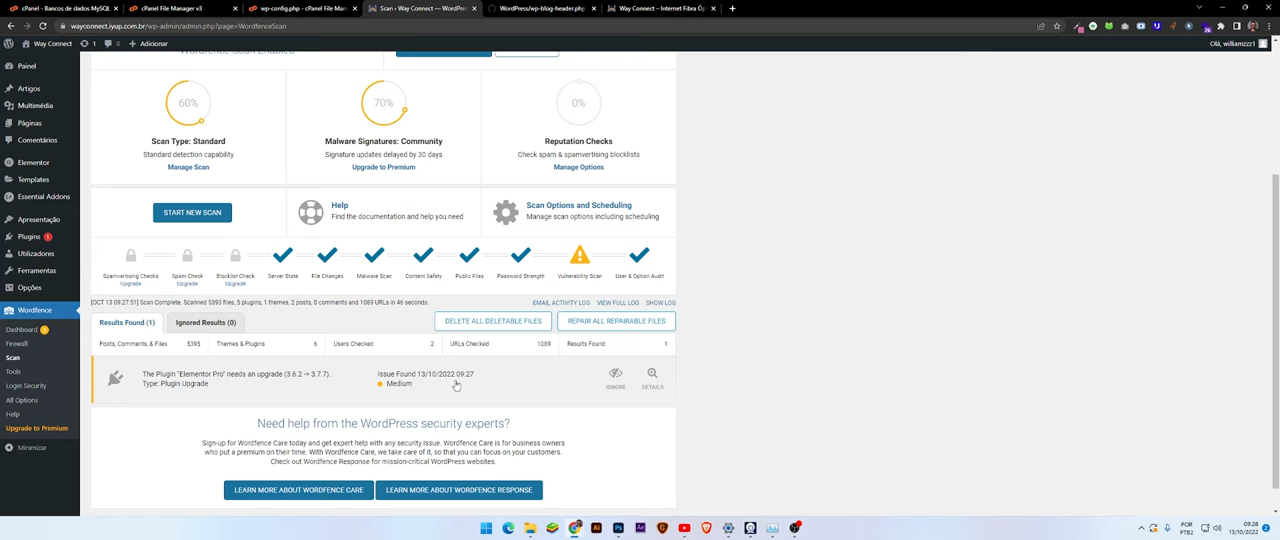 cPanel - Bancos de dados MySQL
cPanel File Manager v3
wp-config.php - cPanel File Man
Scan ‹ Way Connect — WordPres
WordPress/wp-blog-header.php
Way Connect – Internet Fibra Óp
wayconnect.iyup.com.br/wp-admin/admin.php?page=WordfenceScan
Way Connect
1
0
Adicionar
Olá, williamzzz1
Painel
Artigos
Multimédia
Páginas
Comentários
Elementor
Templates
Essential Addons
Apresentação
Plugins 1
Utilizadores
Ferramentas
Opções
Wordfence
Dashboard
Firewall
Scan
Tools
Login Security
All Options
Help
Upgrade to Premium
Minimizar
Wordfence Scan Enabled
60%
Scan Type: Standard
Standard detection capability
Manage Scan
70%
Malware Signatures: Community
Signature updates delayed by 30 days
Upgrade to Premium
0%
Reputation Checks
Check spam & spamvertising blocklists
Manage Options
START NEW SCAN
Help
Find the documentation and help you need
Scan Options and Scheduling
Manage scan options including scheduling
Spamvertising Checks
Upgrade
Spam Check
Upgrade
Blocklist Check
Upgrade
Server State
File Changes
Malware Scan
Content Safety
Public Files
Password Strength
Vulnerability Scan
User & Option Audit
[OCT 13 09:27:51] Scan Complete. Scanned 5393 files, 5 plugins, 1 themes, 2 posts, 0 comments and 1089 URLs in 46 seconds.
EMAIL ACTIVITY LOG
VIEW FULL LOG
SHOW LOG
Results Found (1)
Ignored Results (0)
DELETE ALL DELETABLE FILES
REPAIR ALL REPAIRABLE FILES
Posts, Comments, & Files 5395
Themes & Plugins 6
Users Checked 2
URLs Checked 1089
Results Found 1
The Plugin "Elementor Pro" needs an upgrade (3.6.2 -> 3.7.7).
Type: Plugin Upgrade
Issue Found 13/10/2022 09:27
Medium
IGNORE
DETAILS
Need help from the WordPress security experts?
Sign-up for Wordfence Care today and get expert help with any security issue. Wordfence Care is for business owners
who put a premium on their time. With Wordfence Care, we take care of it, so that you can focus on your customers.
Check out Wordfence Response for mission-critical WordPress websites.
LEARN MORE ABOUT WORDFENCE CARE
LEARN MORE ABOUT WORDFENCE RESPONSE
POR
PTB2
09:28
13/10/2022